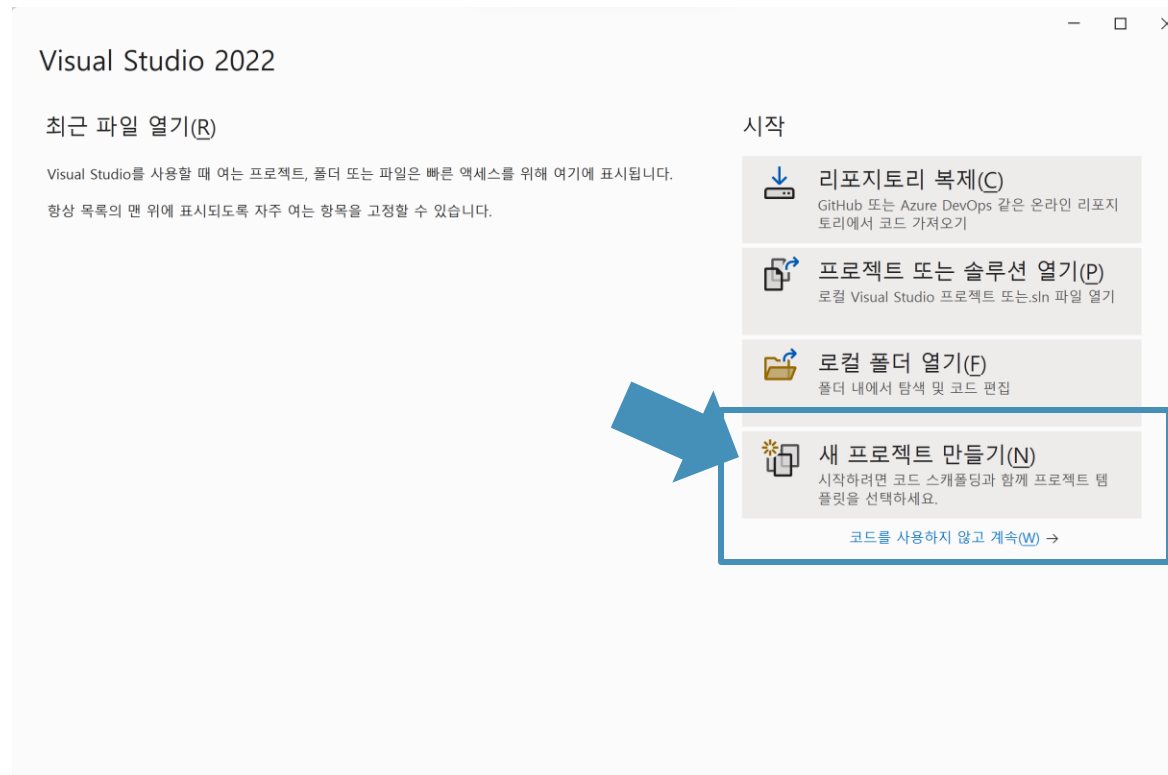 Visual Studio 2022
최근 파일 열기(R)
Visual Studio를 사용할 때 여는 프로젝트, 폴더 또는 파일은 빠른 액세스를 위해 여기에 표시됩니다.
항상 목록의 맨 위에 표시되도록 자주 여는 항목을 고정할 수 있습니다.
시작
리포지토리 복제(C)
GitHub 또는 Azure DevOps 같은 온라인 리포지
토리에서 코드 가져오기
프로젝트 또는 솔루션 열기(P)
로컬 Visual Studio 프로젝트 또는.sln 파일 열기
로컬 폴더 열기(F)
폴더 내에서 탐색 및 코드 편집
새 프로젝트 만들기(N)
시작하려면 코드 스캐폴딩과 함께 프로젝트 템
플릿을 선택하세요.
코드를 사용하지 않고 계속(W) →